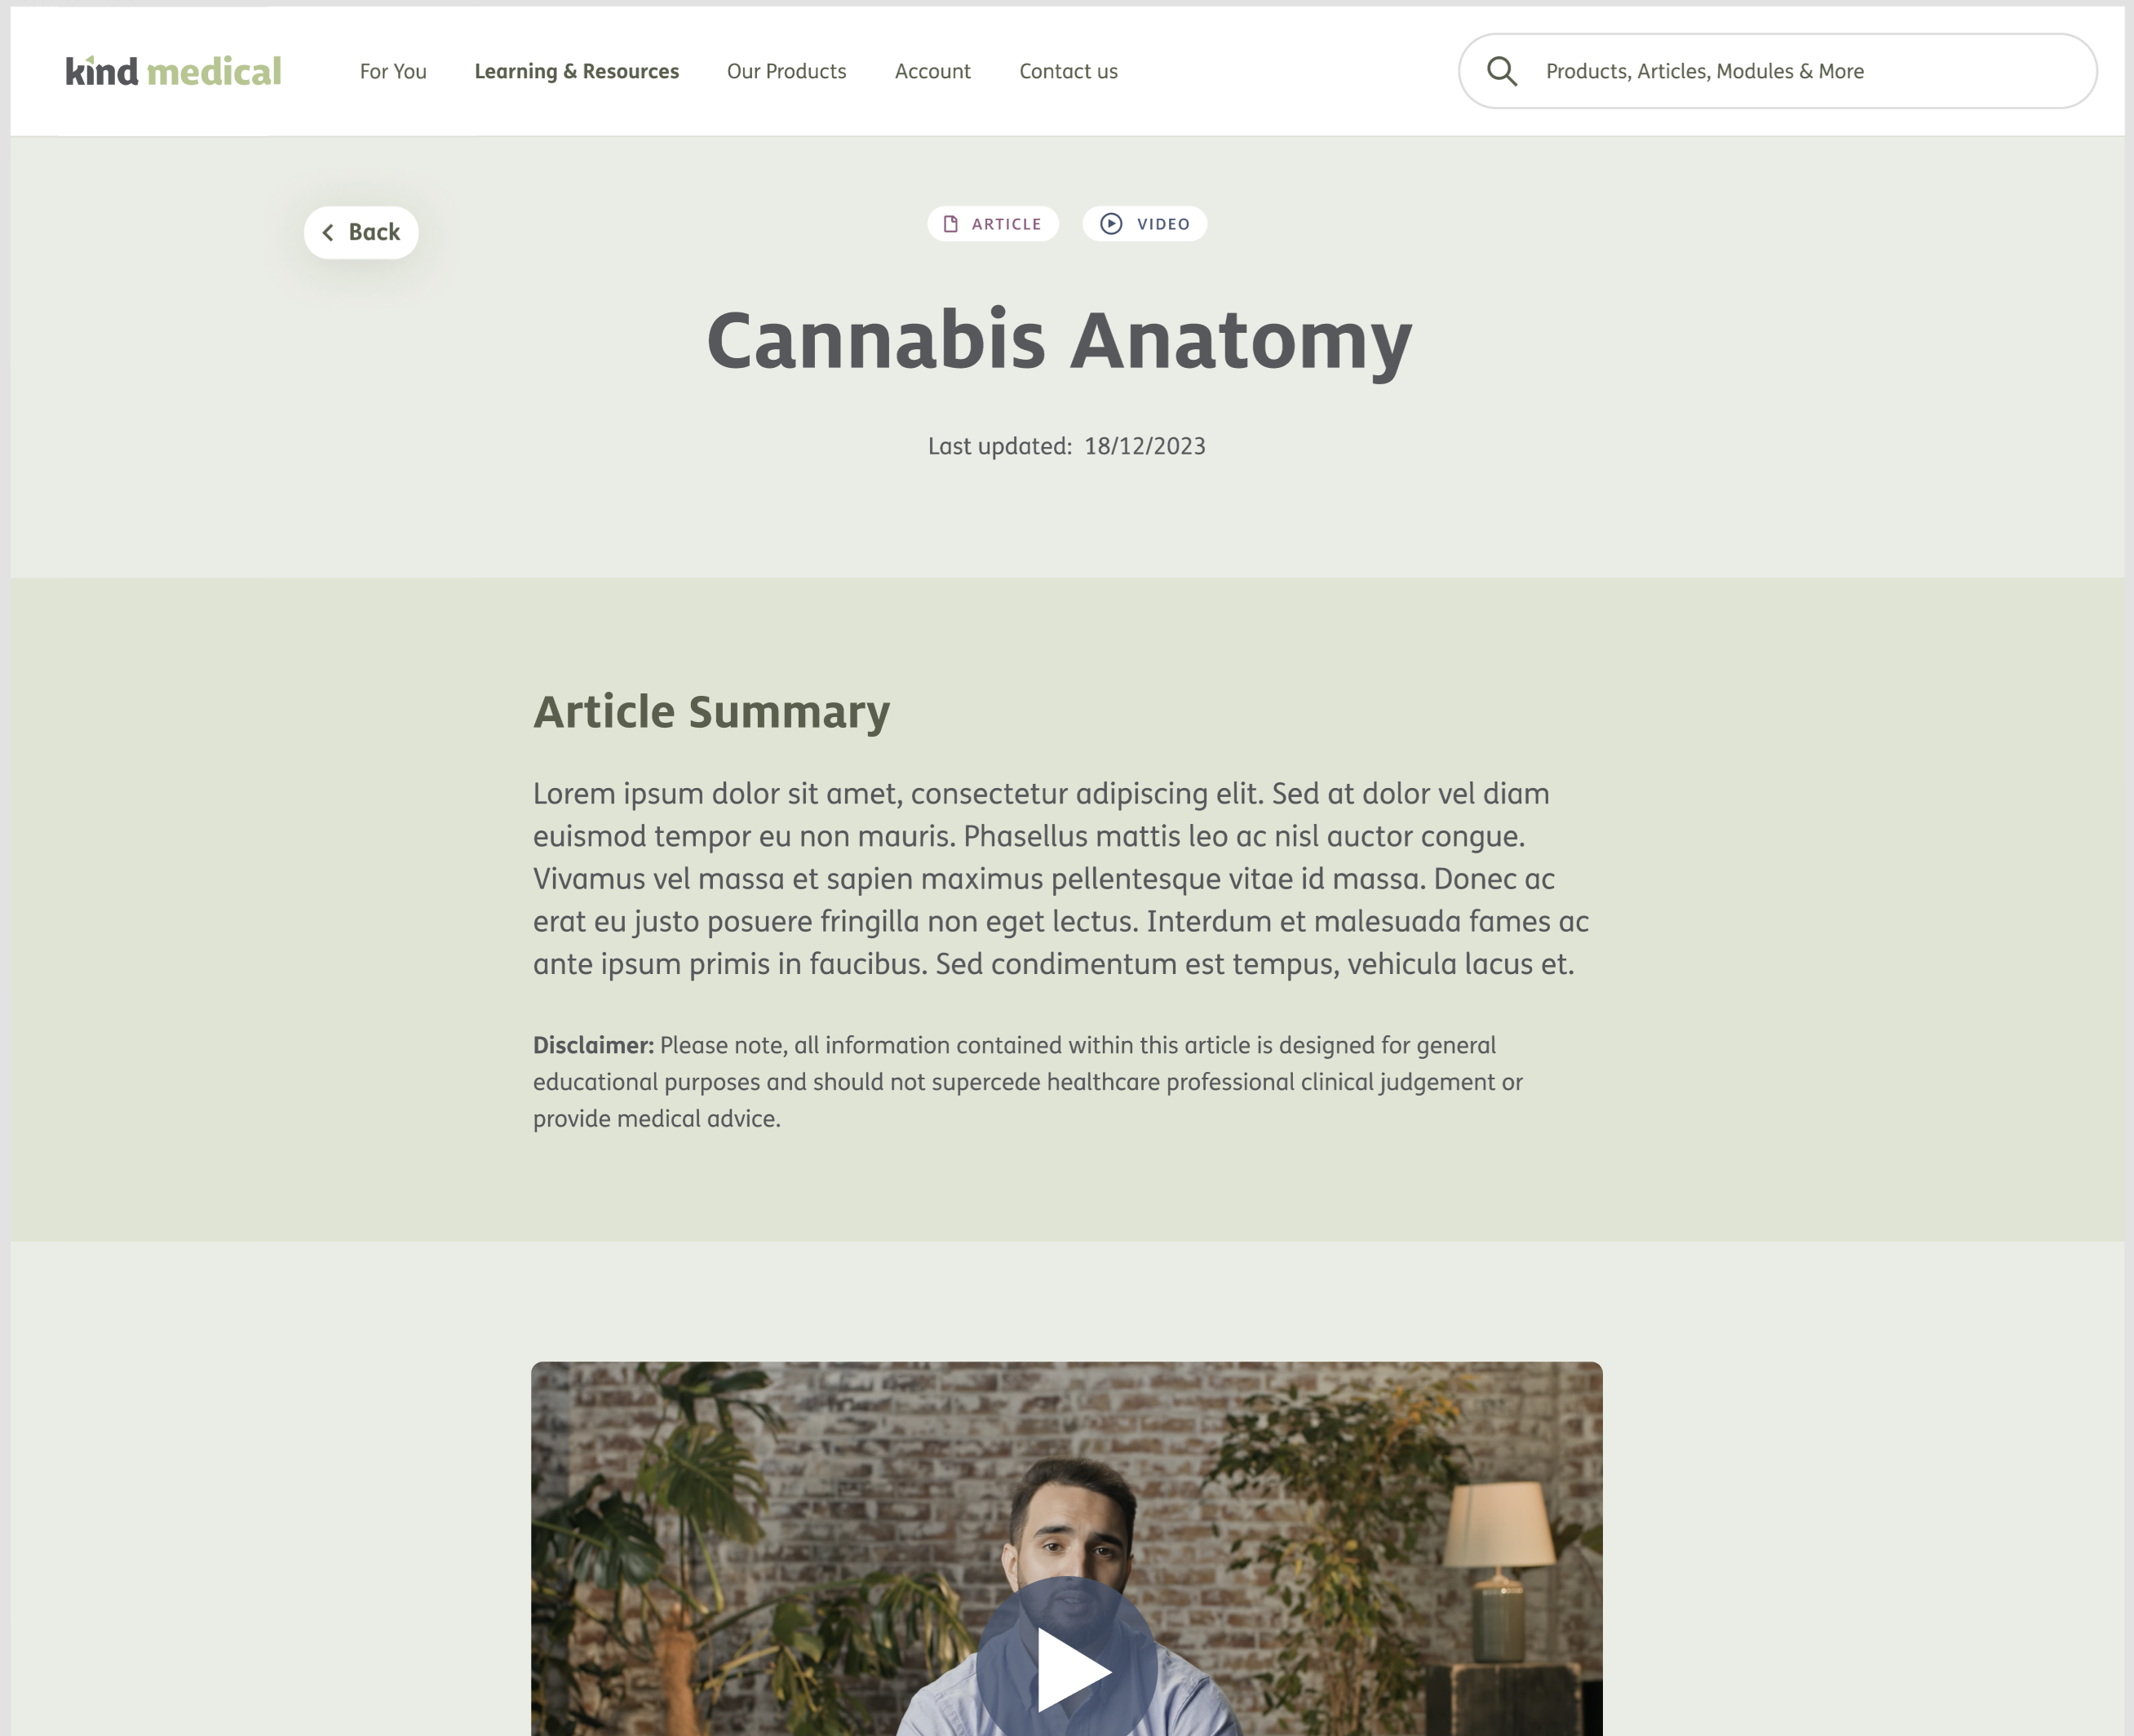 kind medical
For You
Learning & Resources
Our Products
Account
Contact us
Products, Articles, Modules & More
Back
ARTICLE
VIDEO
Cannabis Anatomy
Last updated: 18/12/2023
Article Summary
Lorem ipsum dolor sit amet, consectetur adipiscing elit. Sed at dolor vel diam
euismod tempor eu non mauris. Phasellus mattis leo ac nisl auctor congue.
Vivamus vel massa et sapien maximus pellentesque vitae id massa. Donec ac
erat eu justo posuere fringilla non eget lectus. Interdum et malesuada fames ac
ante ipsum primis in faucibus. Sed condimentum est tempus, vehicula lacus et.
Disclaimer: Please note, all information contained within this article is designed for general
educational purposes and should not supercede healthcare professional clinical judgement or
provide medical advice.